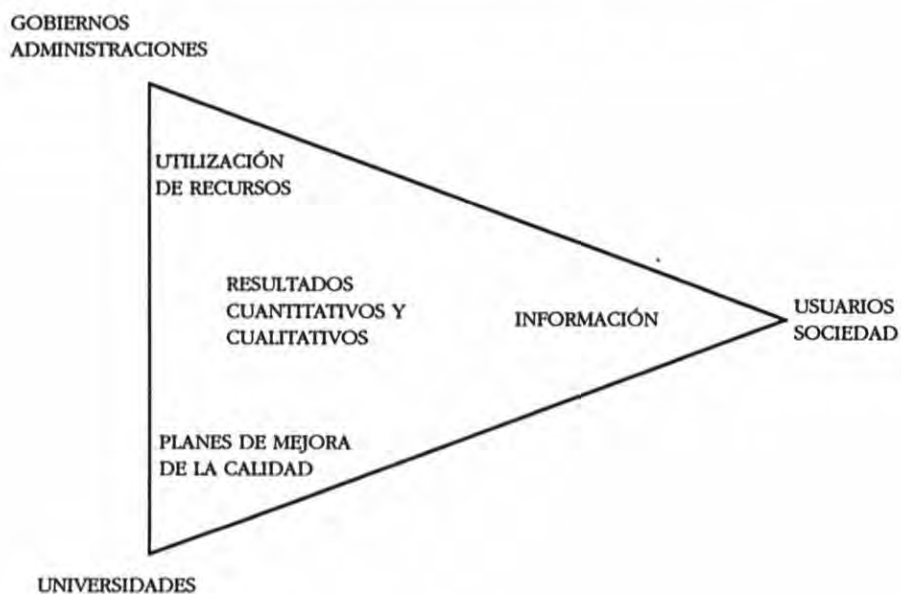 GOBIERNOS
ADMINISTRACIONES
UTILIZACIÓN
DE RECURSOS
RESULTADOS
CUANTITATIVOS Y
CUALITATIVOS
INFORMACIÓN
USUARIOS
SOCIEDAD
PLANES DE MEJORA
DE LA CALIDAD
UNIVERSIDADES